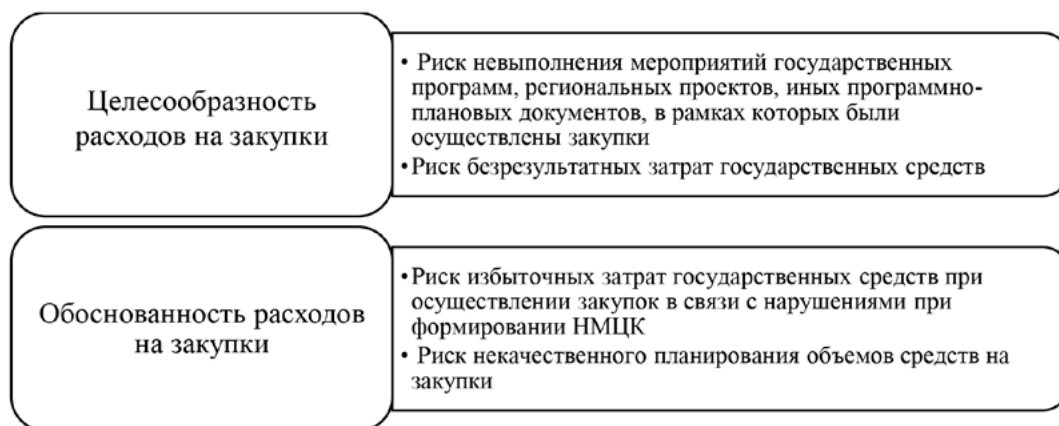 Целесообразность
расходов на закупки
• Риск невыполнения мероприятий государственных
программ, региональных проектов, иных программно-
плановых документов, в рамках которых были
осуществлены закупки
•Риск безрезультатных затрат государственных средств
Обоснованность расходов
на закупки
•Риск избыточных затрат государственных средств при
осуществлении закупок в связи с нарушениями при
формировании НМЦК
• Риск некачественного планирования объемов средств на
закупки